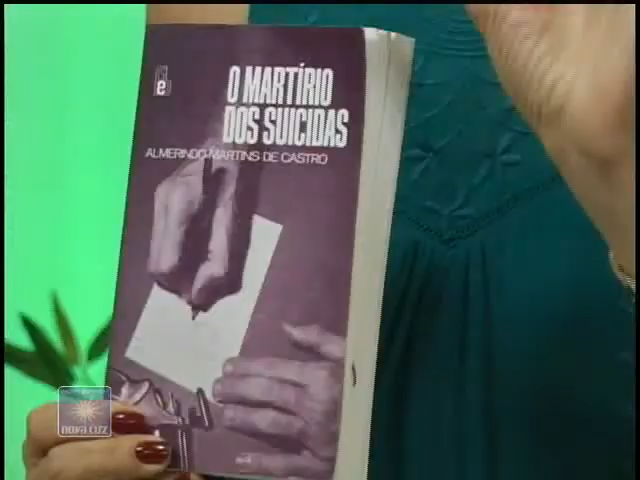 O MARTÍRIO
DOS SUICIDAS
ALMERINDO MARTINS DE CASTRO
NOVA LUZ